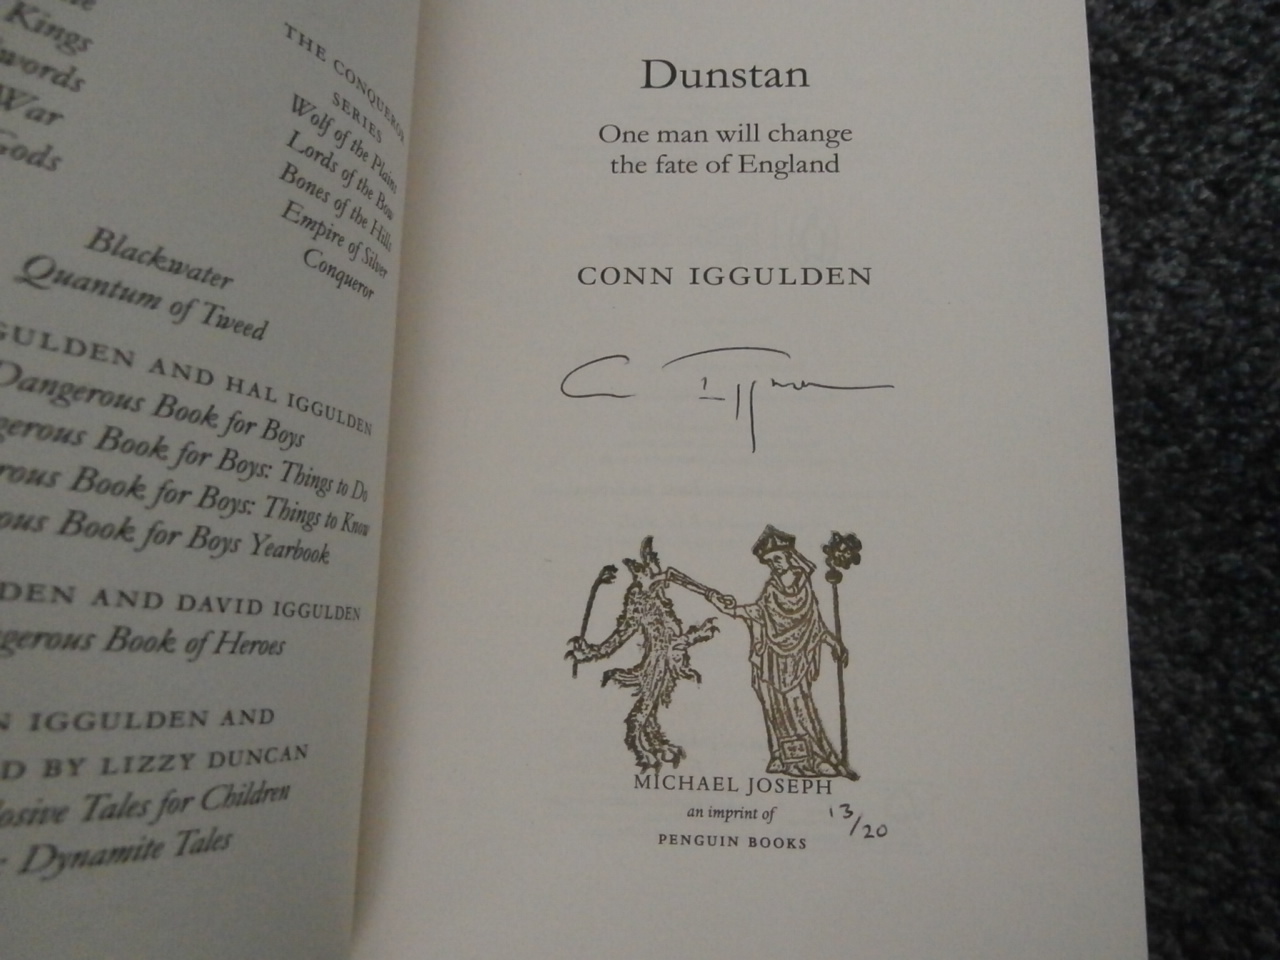 Kings
War
Gods
THE CONQUEROR
SERIES
Wolf of the Plains
Lords of the Bow
Bones of the Hills
Empire of Silver
Conqueror
Blackwater
Quantum of Tweed
GULDEN AND HAL IGGULDEN
Dangerous Book for Boys
gerous Book for Boys: Things to Do
rous Book for Boys: Things to Know
ous Book for Boys Yearbook
DEN AND DAVID IGGULDEN
gerous Book of Heroes
N IGGULDEN AND
D BY LIZZY DUNCAN
losive Tales for Children
Dynamite Tales
Dunstan
One man will change
the fate of England
CONN IGGULDEN
MICHAEL JOSEPH
an imprint of
PENGUIN BOOKS
13/20